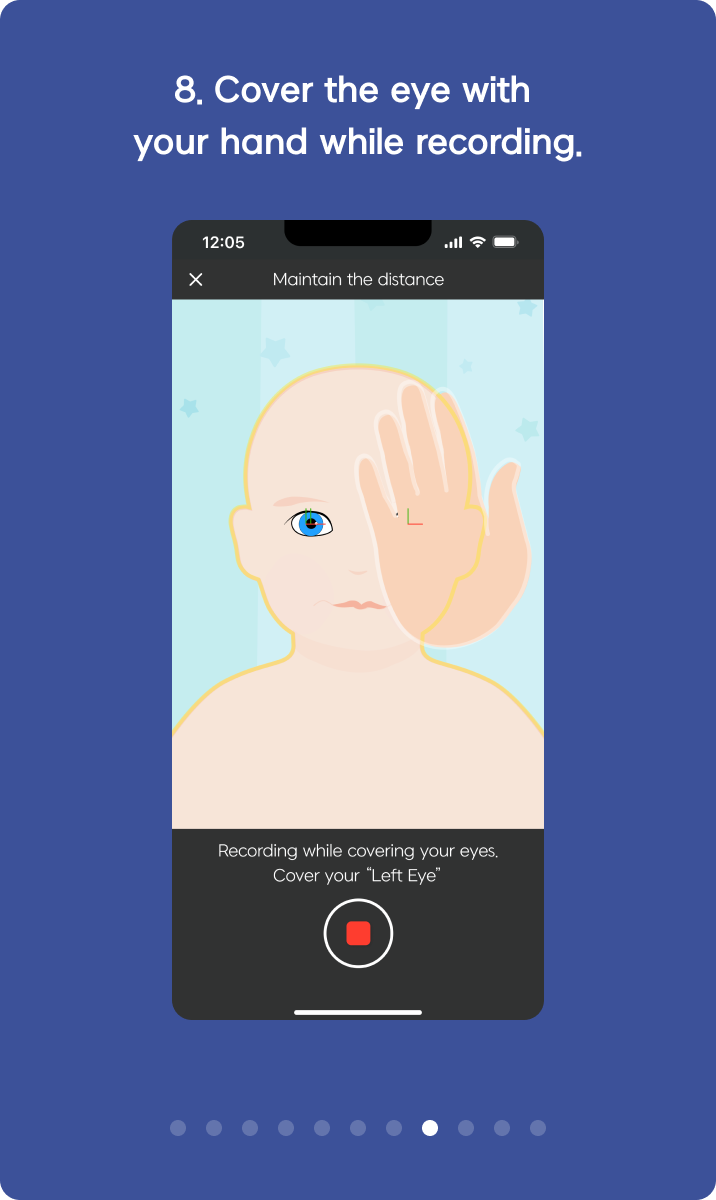 8. Cover the eye with
your hand while recording.
12:05
Maintain the distance
Recording while covering your eyes.
Cover your “Left Eye”